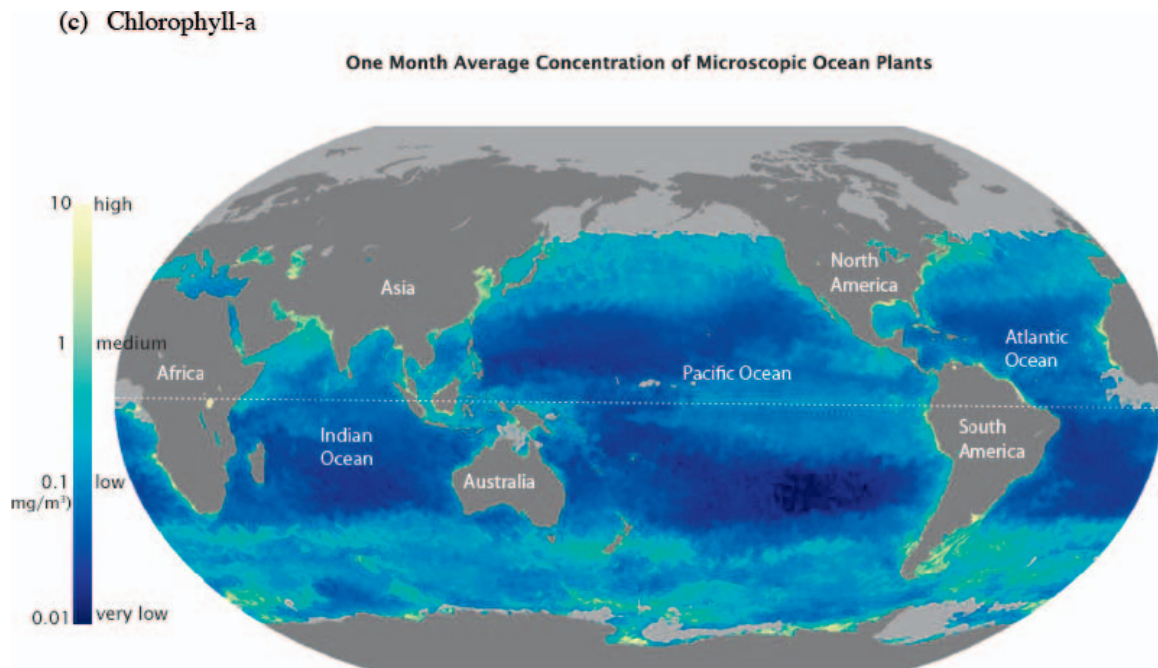 (c) Chlorophyll-a
One Month Average Concentration of Microscopic Ocean Plants
10 high
1 medium
0.1 low
mg/m³)
0.01 very low
Africa
Asia
Indian
Ocean
Australia
Pacific Ocean
North
America
Atlantic
Ocean
South
America